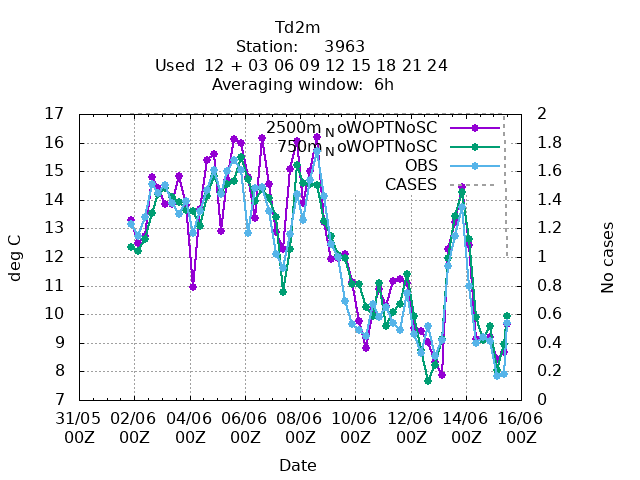 Td2m
Station: 3963
Used 12 + 03 06 09 12 15 18 21 24
Averaging window: 6h
17 2
16 1.8
15 1.6
14 1.4
13 1.2
12 1
11 0.8
10 0.6
9 0.4
8 0.2
7 0
2500m NoWOPTNoSC
750m NoWOPTNoSC
OBS
CASES
deg C
No cases
31/05 02/06 04/06 06/06 08/06 10/06 12/06 14/06 16/06
00Z 00Z 00Z 00Z 00Z 00Z 00Z 00Z 00Z
Date